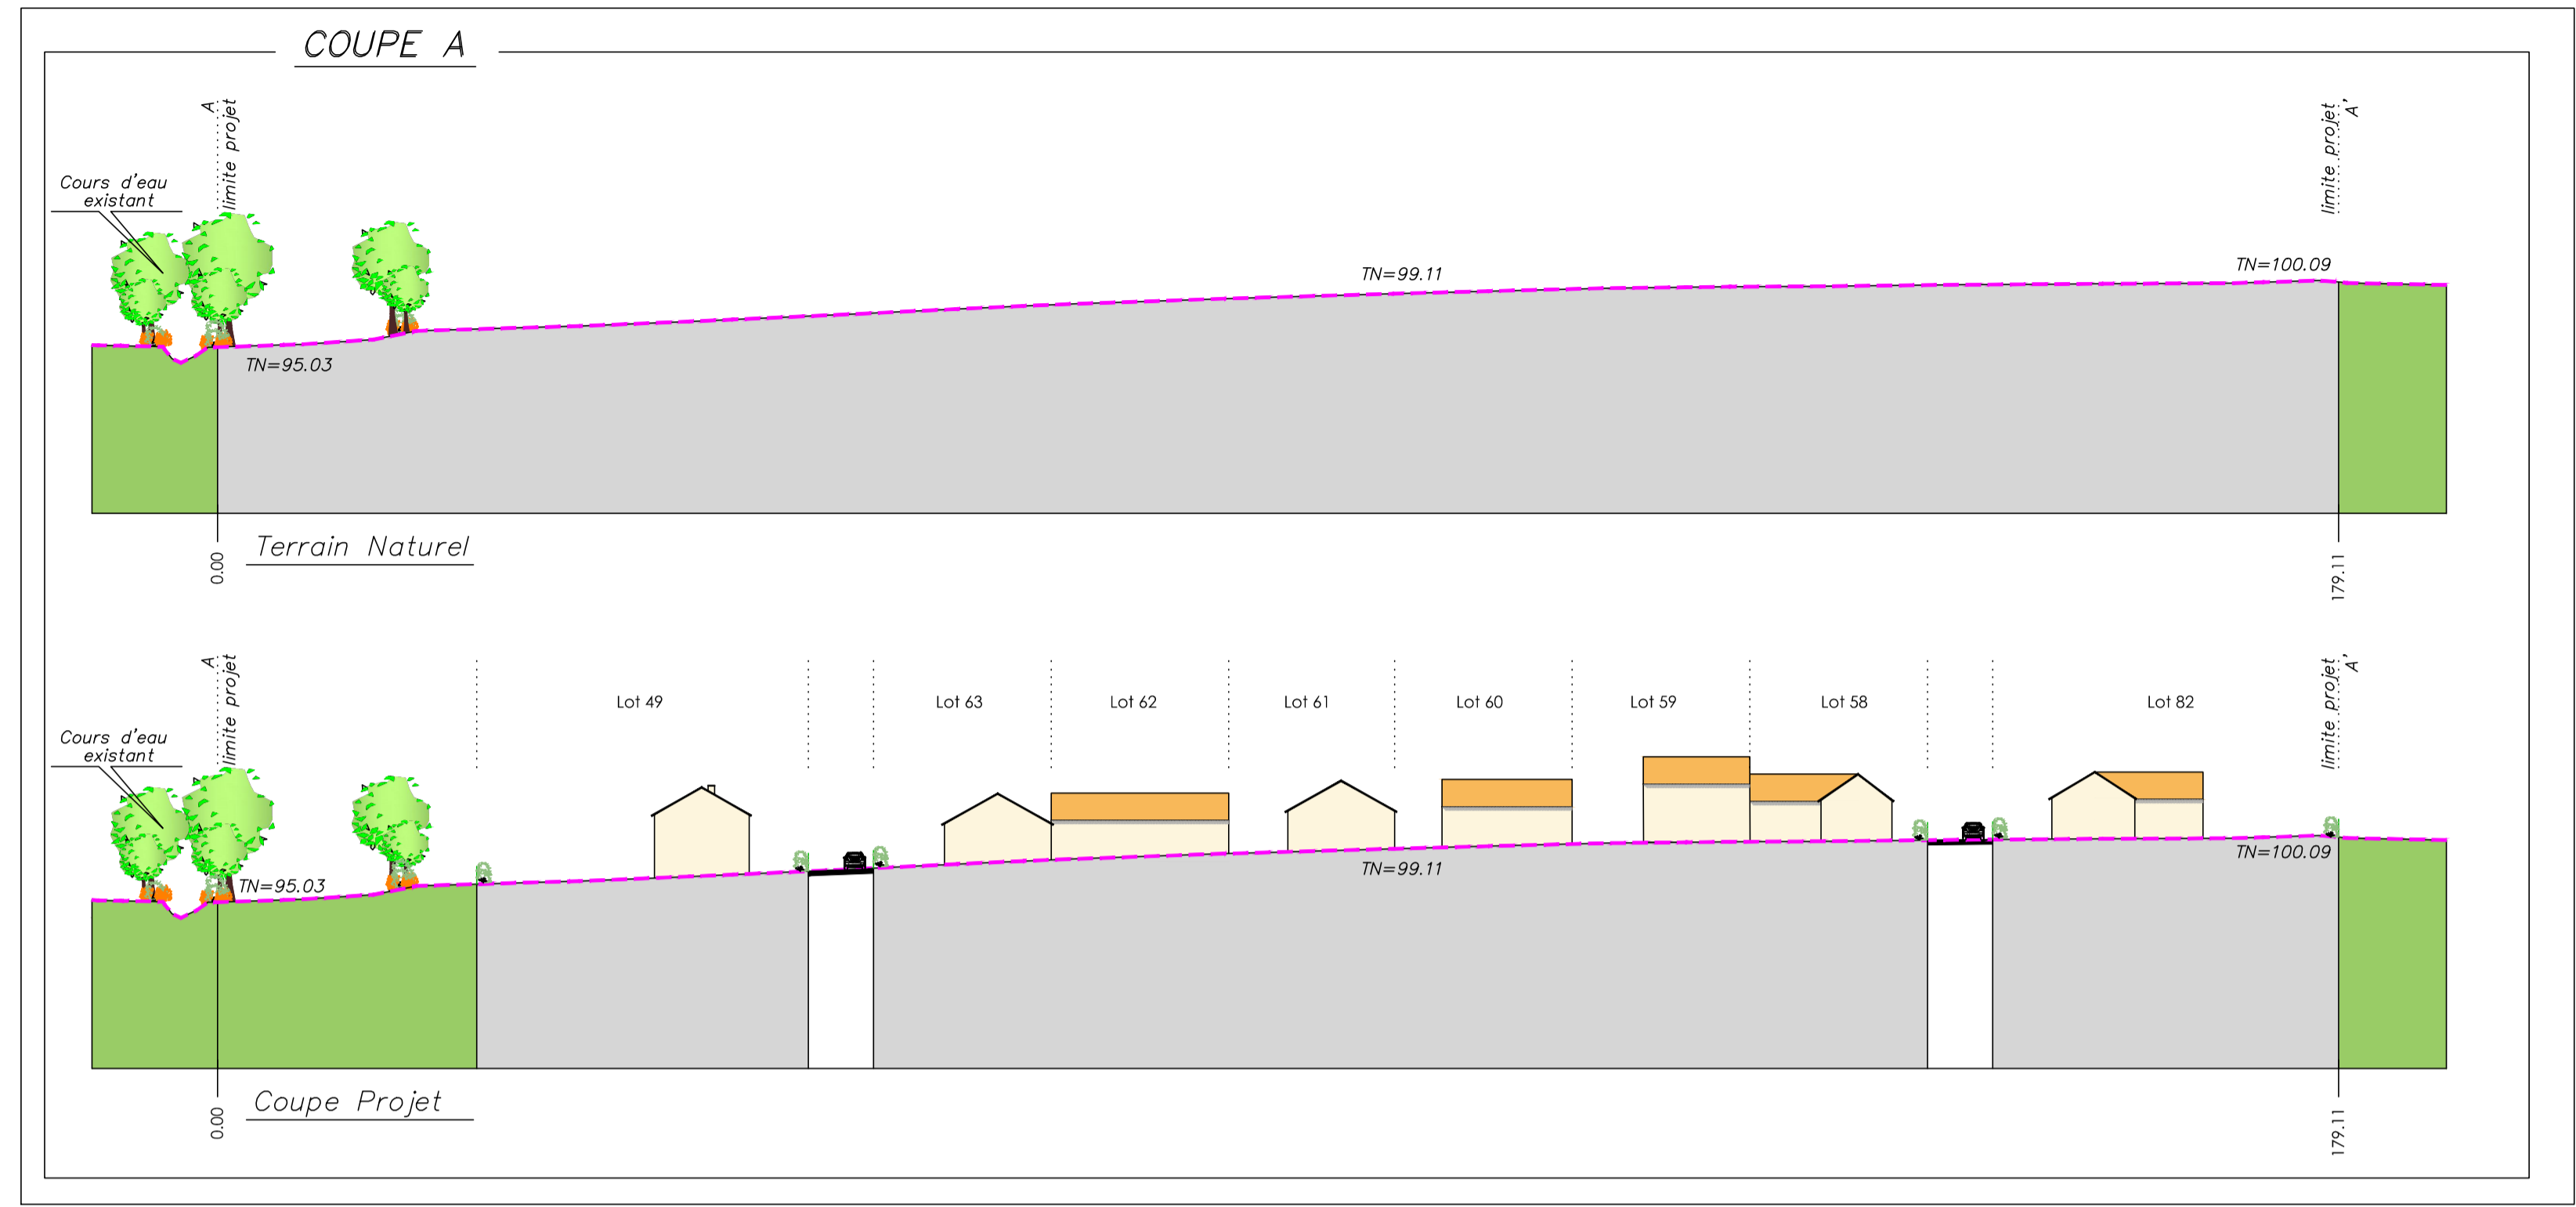 COUPE A
A
limite projet
limite projet
A'
Cours d'eau
existant
TN=99.11
TN=100.09
TN=95.03
0.00
Terrain Naturel
179.11
A
limite projet
limite projet
A'
Lot 49
Lot 63
Lot 62
Lot 61
Lot 60
Lot 59
Lot 58
Lot 82
Cours d'eau
existant
TN=95.03
TN=99.11
TN=100.09
0.00
Coupe Projet
179.11